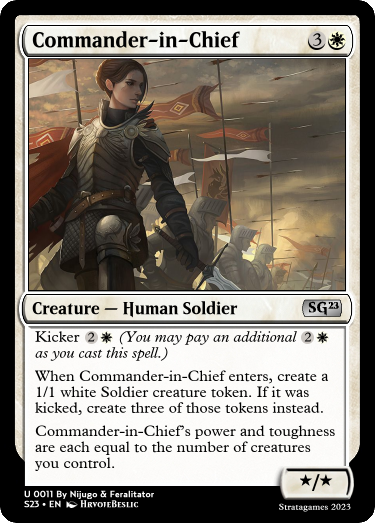 Commander-in-Chief 3
Creature — Human Soldier SG23
Kicker 2 (You may pay an additional 2
as you cast this spell.)
When Commander-in-Chief enters, create a
1/1 white Soldier creature token. If it was
kicked, create three of those tokens instead.
Commander-in-Chief's power and toughness
are each equal to the number of creatures
you control.
★/★
U 0011 By Nijugo & Feralitator
S23 • EN HrvojeBeslic
Stratagames 2023